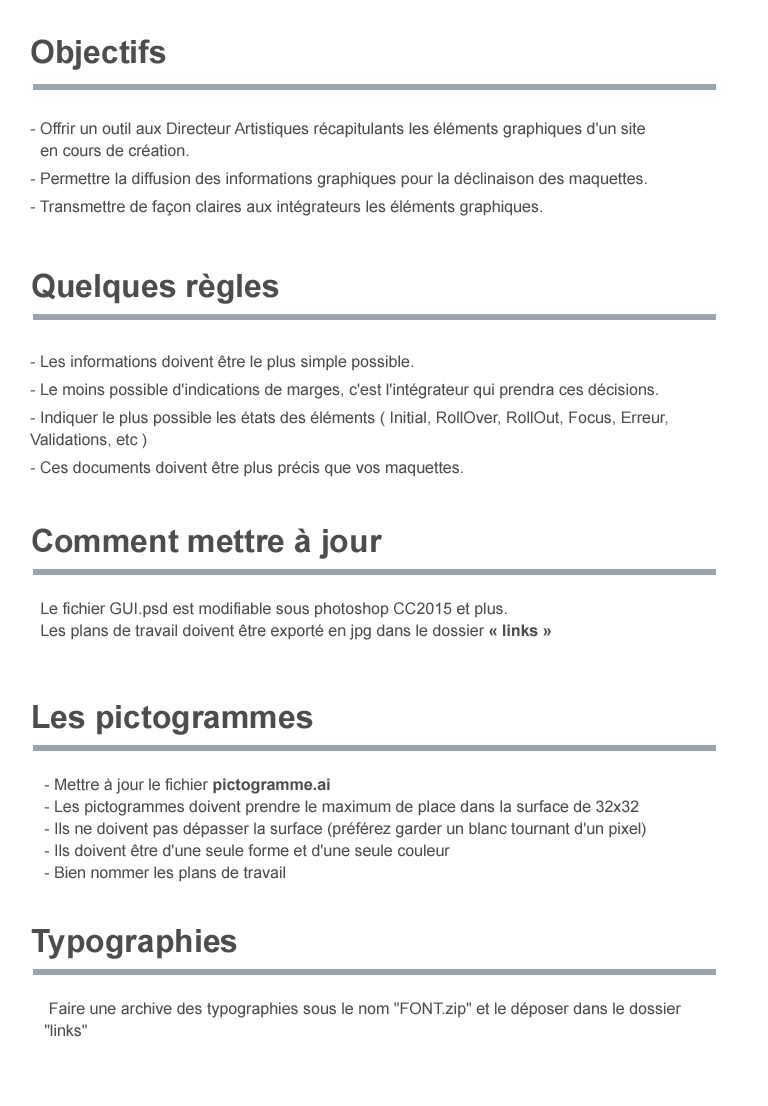 Objectifs
- Offrir un outil aux Directeur Artistiques récapitulants les éléments graphiques d'un site
en cours de création.
- Permettre la diffusion des informations graphiques pour la déclinaison des maquettes.
- Transmettre de façon claires aux intégrateurs les éléments graphiques.
Quelques règles
- Les informations doivent être le plus simple possible.
- Le moins possible d'indications de marges, c'est l'intégrateur qui prendra ces décisions.
- Indiquer le plus possible les états des éléments ( Initial, RollOver, RollOut, Focus, Erreur,
Validations, etc )
- Ces documents doivent être plus précis que vos maquettes.
Comment mettre à jour
Le fichier GUI.psd est modifiable sous photoshop CC2015 et plus.
Les plans de travail doivent être exporté en jpg dans le dossier « links »
Les pictogrammes
- Mettre à jour le fichier pictogramme.ai
- Les pictogrammes doivent prendre le maximum de place dans la surface de 32x32
- Ils ne doivent pas dépasser la surface (préférez garder un blanc tournant d'un pixel)
- Ils doivent être d'une seule forme et d'une seule couleur
- Bien nommer les plans de travail
Typographies
Faire une archive des typographies sous le nom "FONT.zip" et le déposer dans le dossier
"links"